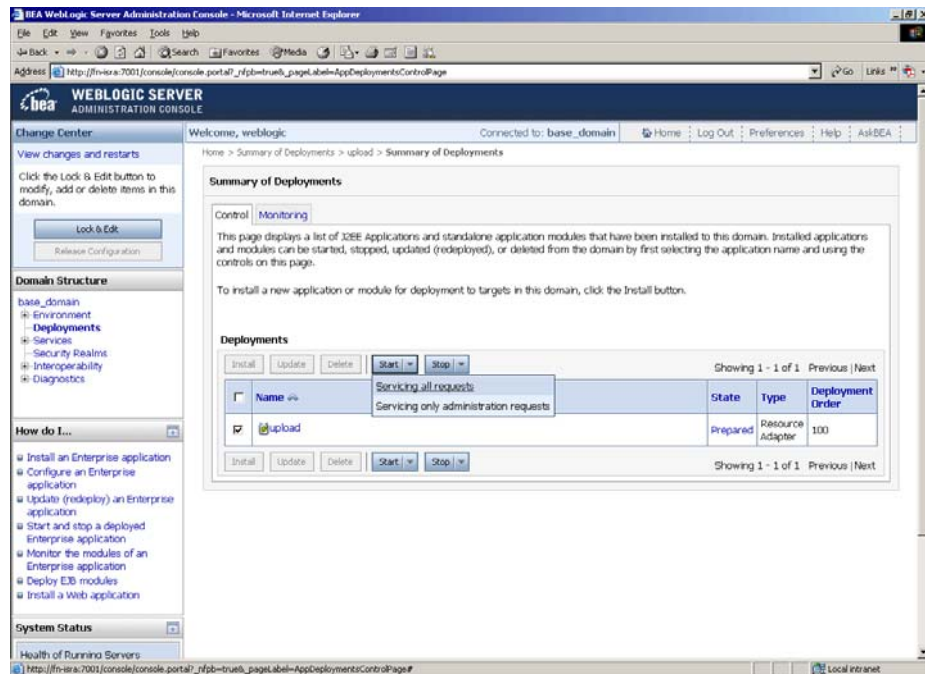 BEA WebLogic Server Administration Console - Microsoft Internet Explorer
File Edit View Favorites Tools Help
Back Search Favorites Media
Address http://fn-isra:7001/console/console.portal?_nfpb=true&_pageLabel=AppDeploymentsControlPage Go Links »
bea WEBLOGIC SERVER
ADMINISTRATION CONSOLE
Change Center
View changes and restarts
Click the Lock & Edit button to
modify, add or delete items in this
domain.
Lock & Edit
Release Configuration
Domain Structure
base_domain
Environment
Deployments
Services
Security Realms
Interoperability
Diagnostics
How do I...
Install an Enterprise application
Configure an Enterprise
application
Update (redeploy) an Enterprise
application
Start and stop a deployed
Enterprise application
Monitor the modules of an
Enterprise application
Deploy EJB modules
Install a Web application
System Status
Health of Running Servers
Welcome, weblogic Connected to: base_domain Home Log Out Preferences Help AskBEA
Home > Summary of Deployments > upload > Summary of Deployments
Summary of Deployments
Control Monitoring
This page displays a list of J2EE Applications and standalone application modules that have been installed to this domain. Installed applications
and modules can be started, stopped, updated (redeployed), or deleted from the domain by first selecting the application name and using the
controls on this page.
To install a new application or module for deployment to targets in this domain, click the Install button.
Deployments
Install Update Delete Start Stop Showing 1 - 1 of 1 Previous | Next
Servicing all requests
Servicing only administration requests
Name State Type Deployment Order
upload Prepared Resource Adapter 100
Install Update Delete Start Stop Showing 1 - 1 of 1 Previous | Next
http://fn-isra:7001/console/console.portal?_nfpb=true&_pageLabel=AppDeploymentsControlPage# Local intranet